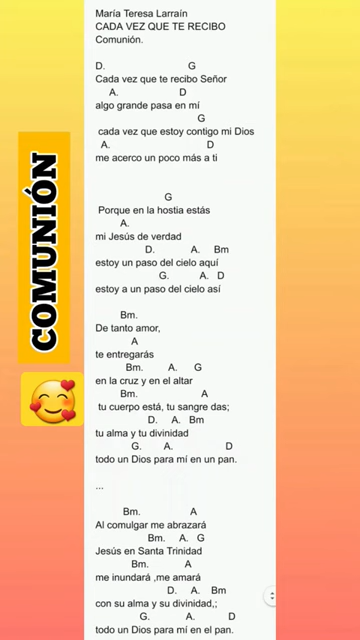 María Teresa Larraín
CADA VEZ QUE TE RECIBO
Comunión.
D. G
Cada vez que te recibo Señor
A. D
algo grande pasa en mí
G
cada vez que estoy contigo mi Dios
A. D
me acerco un poco más a ti
G
Porque en la hostia estás
A.
mi Jesús de verdad
D. A. Bm
estoy un paso del cielo aquí
G. A. D
estoy a un paso del cielo así
Bm.
De tanto amor,
A
te entregarás
Bm. A. G
en la cruz y en el altar
Bm. A
tu cuerpo está, tu sangre das;
D. A. Bm
tu alma y tu divinidad
G. A. D
todo un Dios para mí en un pan.
...
Bm. A
Al comulgar me abrazará
Bm. A. G
Jesús en Santa Trinidad
Bm. A
me inundará ,me amará
D. A. Bm
con su alma y su divinidad,;
G. A. D
todo un Dios para mí en el pan.
COMUNIÓN